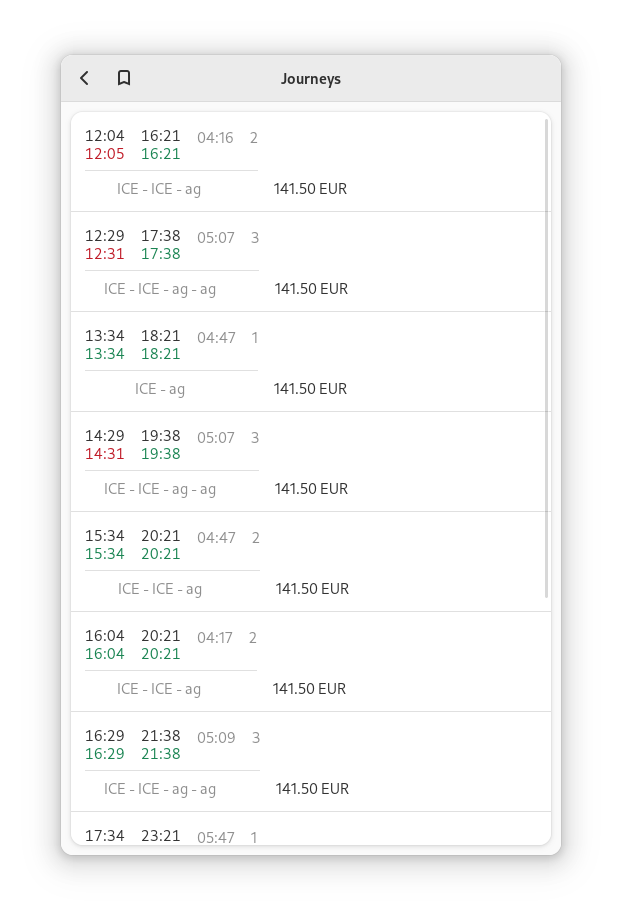 Journeys
12:04 16:21 04:16 2
12:05 16:21
ICE - ICE - ag 141.50 EUR
12:29 17:38 05:07 3
12:31 17:38
ICE - ICE - ag - ag 141.50 EUR
13:34 18:21 04:47 1
13:34 18:21
ICE - ag 141.50 EUR
14:29 19:38 05:07 3
14:31 19:38
ICE - ICE - ag - ag 141.50 EUR
15:34 20:21 04:47 2
15:34 20:21
ICE - ICE - ag 141.50 EUR
16:04 20:21 04:17 2
16:04 20:21
ICE - ICE - ag 141.50 EUR
16:29 21:38 05:09 3
16:29 21:38
ICE - ICE - ag - ag 141.50 EUR
17:34 23:21 05:47 1